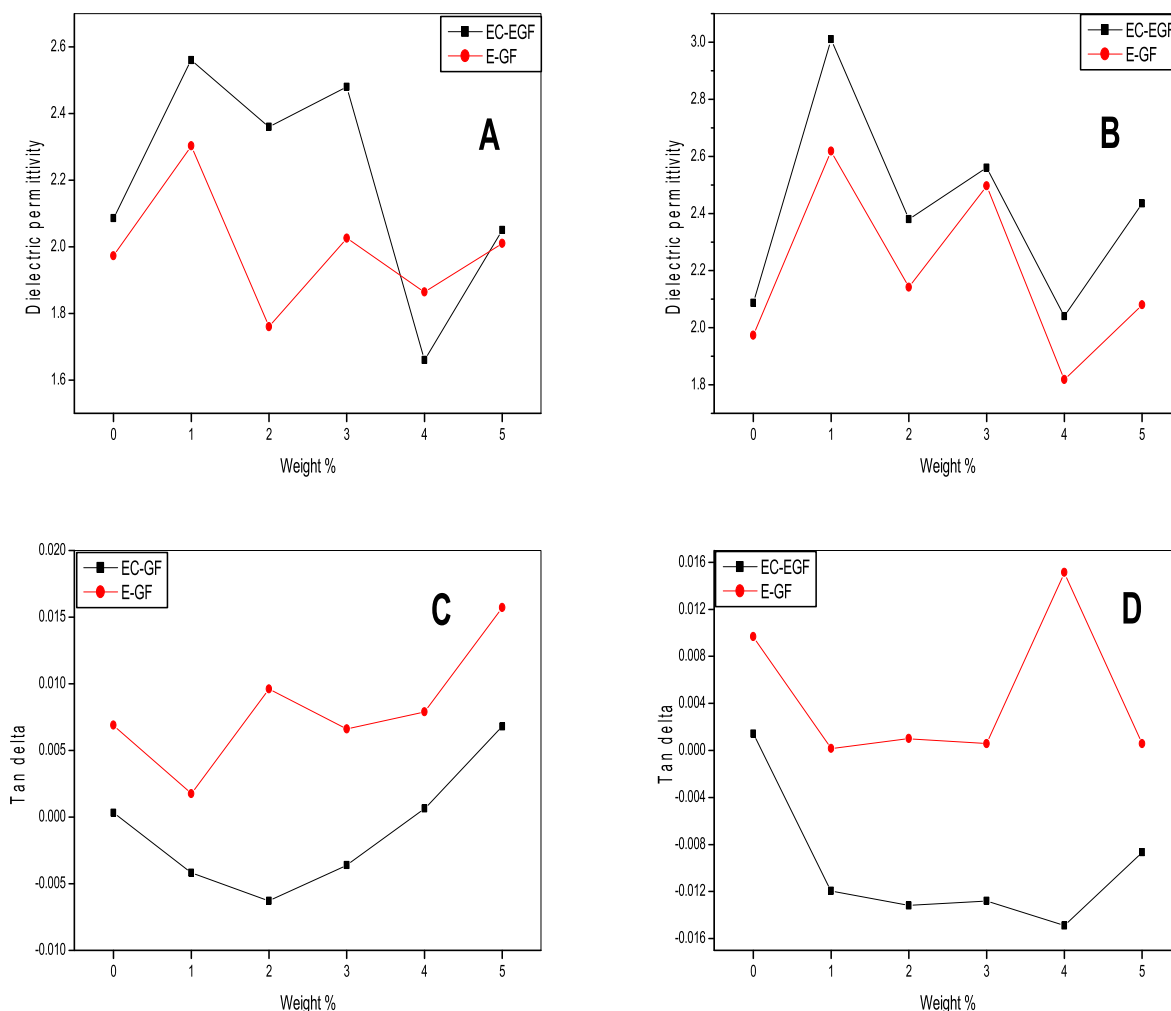 EC-EGF
E-GF
A
2.6
2.4
2.2
2.0
1.8
1.6
Dielectric permittivity
0 1 2 3 4 5
Weight %
EC-EGF
E-GF
B
3.0
2.8
2.6
2.4
2.2
2.0
1.8
Dielectric permittivity
0 1 2 3 4 5
Weight %
EC-GF
E-GF
C
0.020
0.015
0.010
0.005
0.000
-0.005
-0.010
Tan delta
0 1 2 3 4 5
Weight %
EC-EGF
E-GF
D
0.016
0.012
0.008
0.004
0.000
-0.004
-0.008
-0.012
-0.016
Tan delta
0 1 2 3 4 5
Weight %